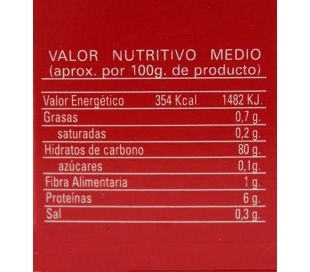 VALOR NUTRITIVO MEDIO
(aprox. por 100g. de producto)
Valor Energético 354 Kcal. 1482 KJ.
Grasas 0,7 g.
saturadas 0,2 g.
Hidratos de carbono 80 g.
azúcares 0,1g.
Fibra Alimentaria 1 g.
Proteínas 6 g.
Sal 0,3 g.